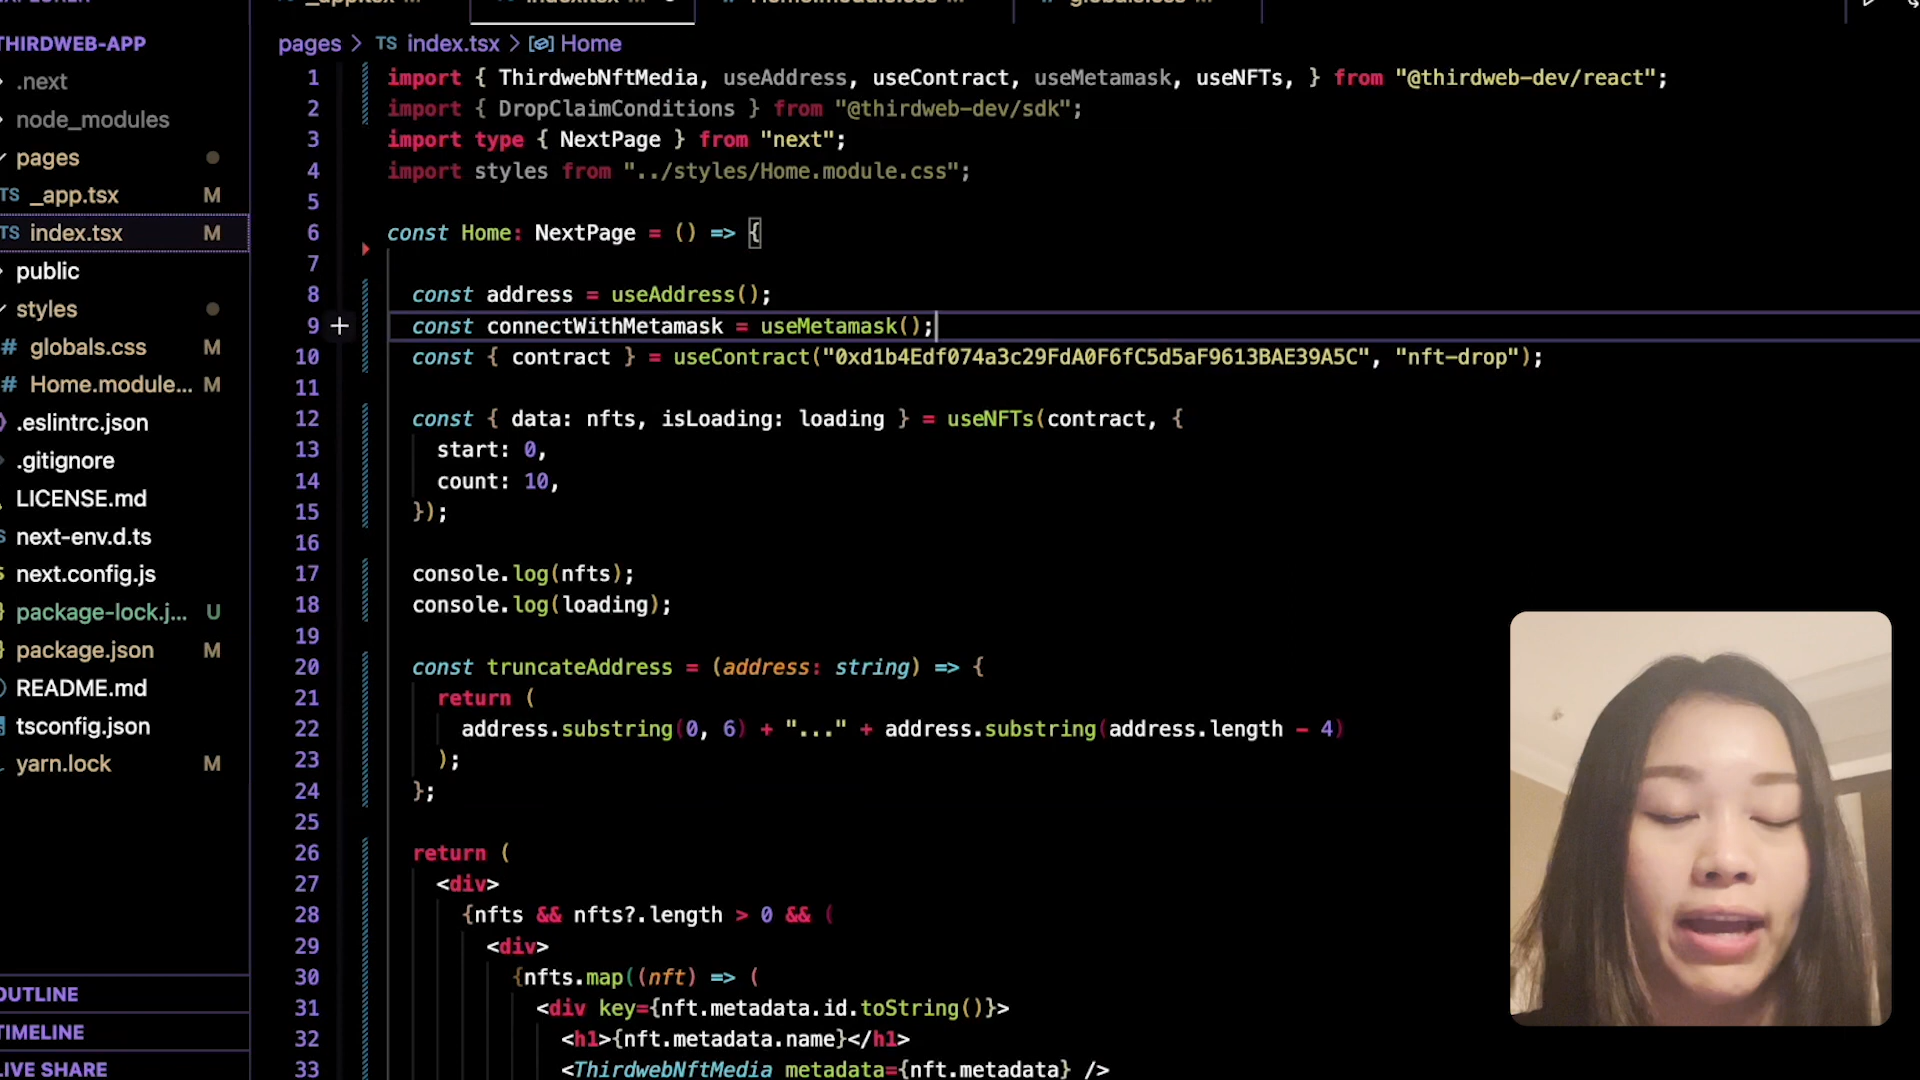 THIRDWEB-APP
.next
node_modules
pages
TS _app.tsx M
TS index.tsx M
public
styles
# globals.css M
# Home.module... M
.eslintrc.json
.gitignore
LICENSE.md
next-env.d.ts
next.config.js
package-lock.j... U
package.json M
README.md
tsconfig.json
yarn.lock M
OUTLINE
TIMELINE
LIVE SHARE
pages > TS index.tsx > Home
1 import { ThirdwebNftMedia, useAddress, useContract, useMetamask, useNFTs, } from "@thirdweb-dev/react";
2 import { DropClaimConditions } from "@thirdweb-dev/sdk";
3 import type { NextPage } from "next";
4 import styles from "../styles/Home.module.css";
5
6 const Home: NextPage = () => {
7
8 const address = useAddress();
9 const connectWithMetamask = useMetamask();
10 const { contract } = useContract("0xd1b4Edf074a3c29FdA0F6fC5d5aF9613BAE39A5C", "nft-drop");
11
12 const { data: nfts, isLoading: loading } = useNFTs(contract, {
13 start: 0,
14 count: 10,
15 });
16
17 console.log(nfts);
18 console.log(loading);
19
20 const truncateAddress = (address: string) => {
21 return (
22 address.substring(0, 6) + "..." + address.substring(address.length - 4)
23 );
24 };
25
26 return (
27 <div>
28 {nfts && nfts?.length > 0 && (
29 <div>
30 {nfts.map((nft) => (
31 <div key={nft.metadata.id.toString()}>
32 <h1>{nft.metadata.name}</h1>
33 <ThirdwebNftMedia metadata={nft.metadata} />